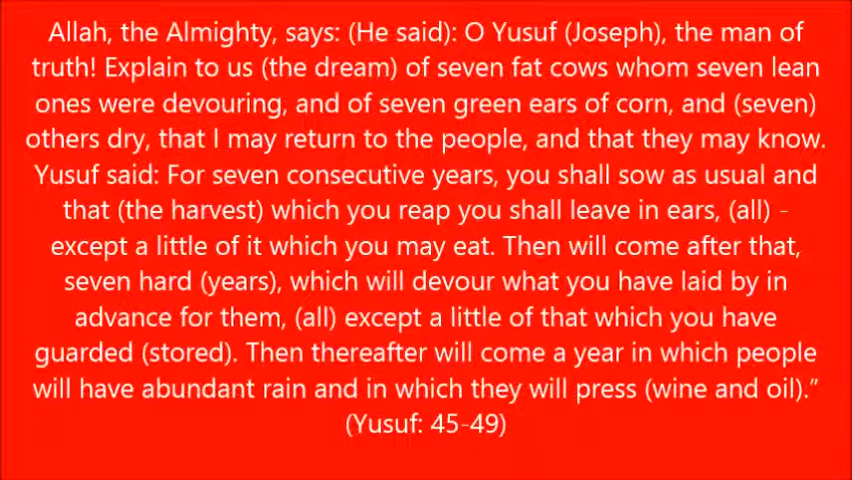 Allah, the Almighty, says: (He said): O Yusuf (Joseph), the man of
truth! Explain to us (the dream) of seven fat cows whom seven lean
ones were devouring, and of seven green ears of corn, and (seven)
others dry, that I may return to the people, and that they may know.
Yusuf said: For seven consecutive years, you shall sow as usual and
that (the harvest) which you reap you shall leave in ears, (all) -
except a little of it which you may eat. Then will come after that,
seven hard (years), which will devour what you have laid by in
advance for them, (all) except a little of that which you have
guarded (stored). Then thereafter will come a year in which people
will have abundant rain and in which they will press (wine and oil).”
(Yusuf: 45-49)